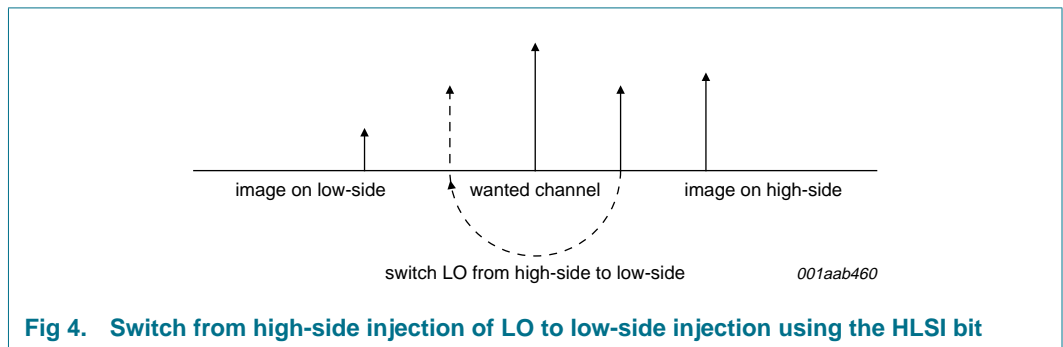 image on low-side wanted channel image on high-side
switch LO from high-side to low-side 001aab460
Fig 4. Switch from high-side injection of LO to low-side injection using the HLSI bit